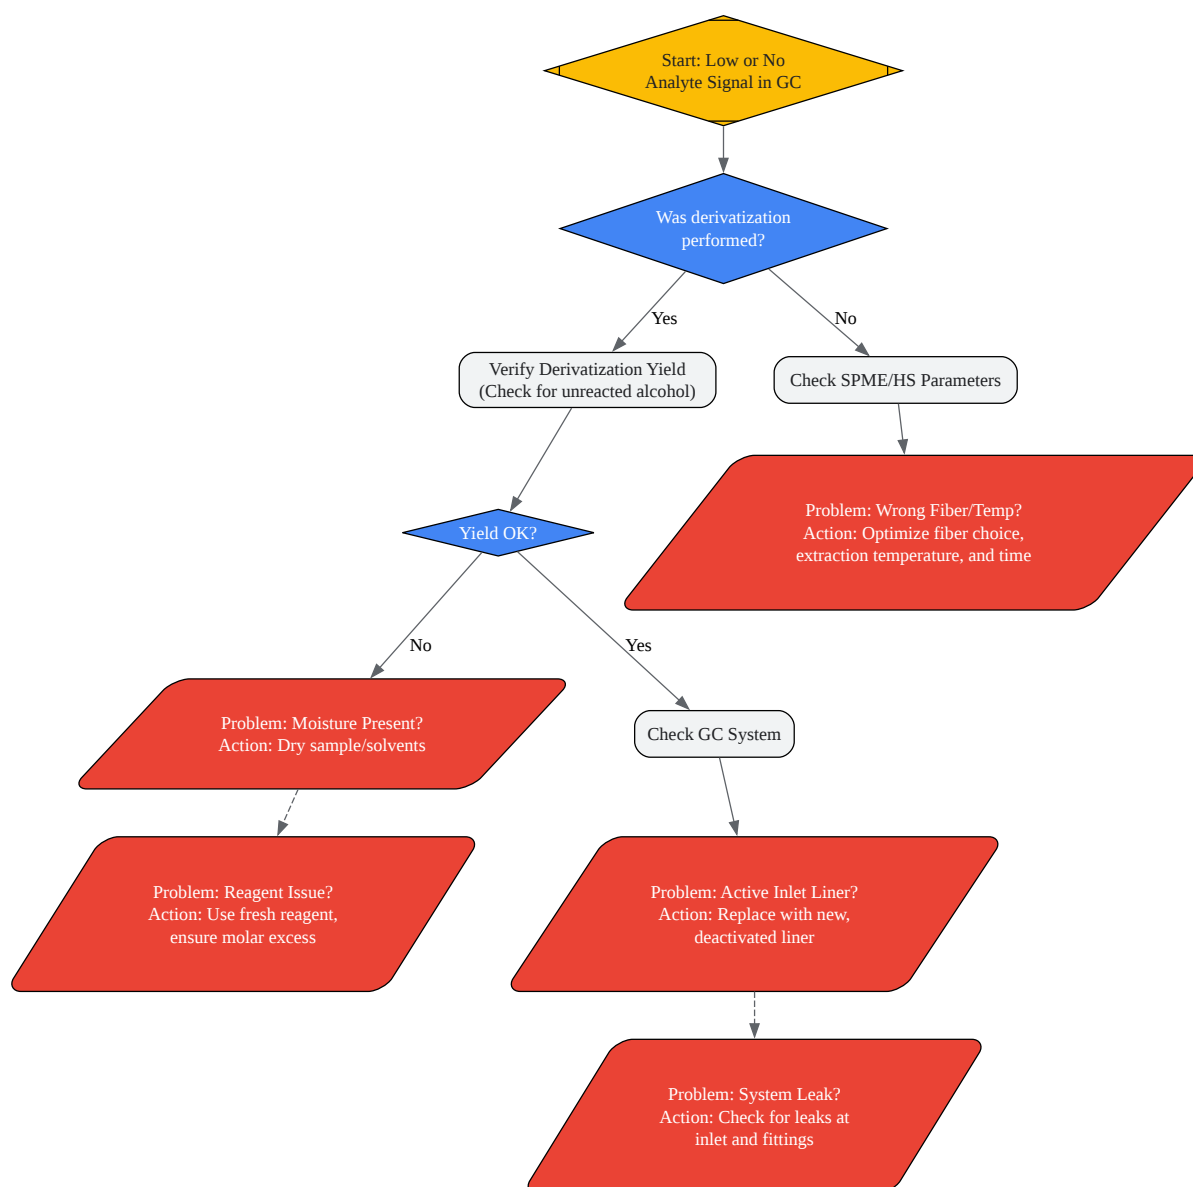 Start: Low or No
Analyte Signal in GC
Was derivatization
performed?
Yes
No
Verify Derivatization Yield
(Check for unreacted alcohol)
Check SPME/HS Parameters
Problem: Wrong Fiber/Temp?
Action: Optimize fiber choice,
extraction temperature, and time
Yield OK?
No
Yes
Problem: Moisture Present?
Action: Dry sample/solvents
Check GC System
Problem: Reagent Issue?
Action: Use fresh reagent,
ensure molar excess
Problem: Active Inlet Liner?
Action: Replace with new,
deactivated liner
Problem: System Leak?
Action: Check for leaks at
inlet and fittings